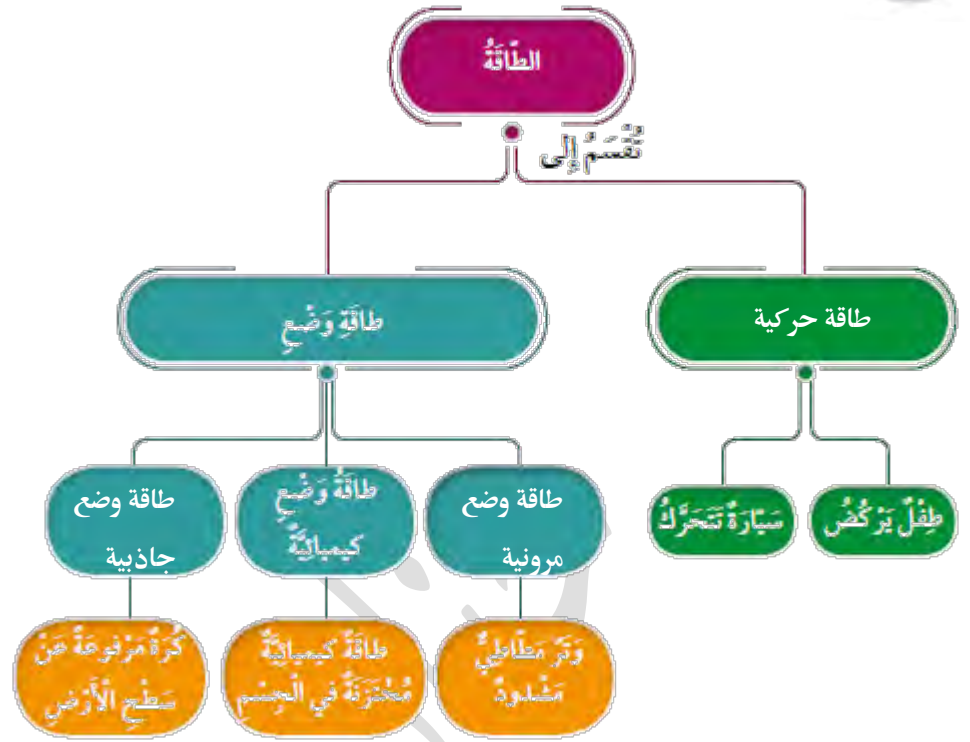 الطّاقَةُ
تُقْسَمُ إِلى
طاقة حركية
طاقَةِ وَضْعٍ
طِفْلٌ يَرْكُضُ
سَيّارَةٌ تَتَحَرَّكُ
طاقة وضع
مرونية
طاقَةُ وَضْعٍ
كيميائِيَّةٌ
طاقة وضع
جاذبية
وَتَرٌ مَطّاطِيٌّ
مَشْدودٌ
طاقَةٌ كيميائِيَّةٌ
مُخْتَزَنَةٌ في الْجِسْمِ
كُرَةٌ مَرْفوعَةٌ عَنْ
سَطْحِ الْأَرْضِ